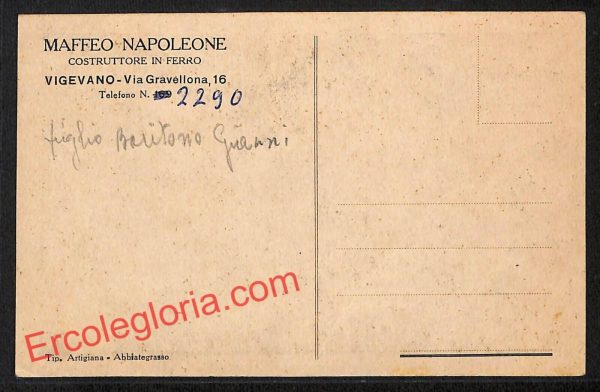 MAFFEO NAPOLEONE
COSTRUTTORE IN FERRO
VIGEVANO - Via Gravellona, 16
Telefono N. 2290
figlio Baritono Gianni
Ercolegloria.com
Tip. Artigiana - Abbiategrasso